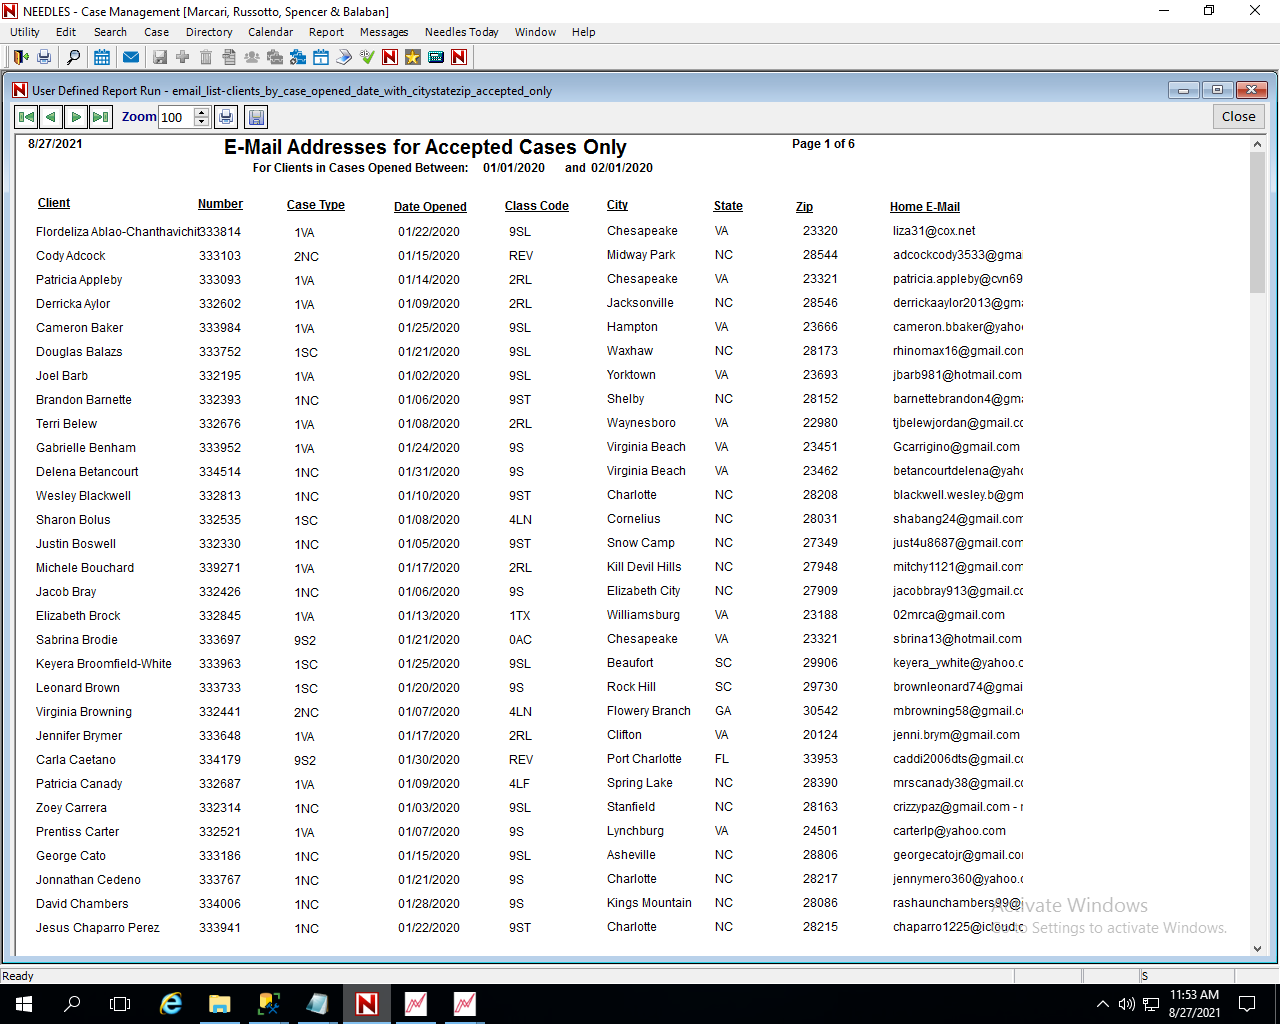 NEEDLES - Case Management [Marcari, Russotto, Spencer & Balaban]
Utility Edit Search Case Directory Calendar Report Messages Needles Today Window Help
User Defined Report Run - email_list-clients_by_case_opened_date_with_citystatezip_accepted_only
Zoom 100 Close
8/27/2021 E-Mail Addresses for Accepted Cases Only Page 1 of 6
For Clients in Cases Opened Between: 01/01/2020 and 02/01/2020
Client Number Case Type Date Opened Class Code City State Zip Home E-Mail
Flordeliza Ablao-Chanthavichit 333814 1VA 01/22/2020 9SL Chesapeake VA 23320 liza31@cox.net
Cody Adcock 333103 2NC 01/15/2020 REV Midway Park NC 28544 adcockcody3533@gmai
Patricia Appleby 333093 1VA 01/14/2020 2RL Chesapeake VA 23321 patricia.appleby@cvn69
Derricka Aylor 332602 1VA 01/09/2020 2RL Jacksonville NC 28546 derrickaaylor2013@gma
Cameron Baker 333984 1VA 01/25/2020 9SL Hampton VA 23666 cameron.bbaker@yaho
Douglas Balazs 333752 1SC 01/21/2020 9SL Waxhaw NC 28173 rhinomax16@gmail.con
Joel Barb 332195 1VA 01/02/2020 9SL Yorktown VA 23693 jbarb981@hotmail.com
Brandon Barnette 332393 1NC 01/06/2020 9ST Shelby NC 28152 barnettebrandon4@gma
Terri Belew 332676 1VA 01/08/2020 2RL Waynesboro VA 22980 tjbelewjordan@gmail.cc
Gabrielle Benham 333952 1VA 01/24/2020 9S Virginia Beach VA 23451 Gcarrigino@gmail.com
Delena Betancourt 334514 1NC 01/31/2020 9S Virginia Beach VA 23462 betancourtdelena@yahc
Wesley Blackwell 332813 1NC 01/10/2020 9ST Charlotte NC 28208 blackwell.wesley.b@gm
Sharon Bolus 332535 1SC 01/08/2020 4LN Cornelius NC 28031 shabang24@gmail.com
Justin Boswell 332330 1NC 01/05/2020 9ST Snow Camp NC 27349 just4u8687@gmail.com
Michele Bouchard 339271 1VA 01/17/2020 2RL Kill Devil Hills NC 27948 mitchy1121@gmail.com
Jacob Bray 332426 1NC 01/06/2020 9S Elizabeth City NC 27909 jacobbray913@gmail.cc
Elizabeth Brock 332845 1VA 01/13/2020 1TX Williamsburg VA 23188 02mrca@gmail.com
Sabrina Brodie 333697 9S2 01/21/2020 0AC Chesapeake VA 23321 sbrina13@hotmail.com
Keyera Broomfield-White 333963 1SC 01/25/2020 9SL Beaufort SC 29906 keyera_ywhite@yahoo.c
Leonard Brown 333733 1SC 01/20/2020 9S Rock Hill SC 29730 brownleonard74@gmai
Virginia Browning 332441 2NC 01/07/2020 4LN Flowery Branch GA 30542 mbrowning58@gmail.c
Jennifer Brymer 333648 1VA 01/17/2020 2RL Clifton VA 20124 jenni.brym@gmail.com
Carla Caetano 334179 9S2 01/30/2020 REV Port Charlotte FL 33953 caddi2006dts@gmail.cc
Patricia Canady 332687 1VA 01/09/2020 4LF Spring Lake NC 28390 mrscanady38@gmail.cc
Zoey Carrera 332314 1NC 01/03/2020 9SL Stanfield NC 28163 crizzypaz@gmail.com -
Prentiss Carter 332521 1VA 01/07/2020 9S Lynchburg VA 24501 carterlp@yahoo.com
George Cato 333186 1NC 01/15/2020 9SL Asheville NC 28806 georgecatojr@gmail.co
Jonnathan Cedeno 333767 1NC 01/21/2020 9S Charlotte NC 28217 jennymero360@yahoo.c
David Chambers 334006 1NC 01/28/2020 9S Kings Mountain NC 28086 rashaunchambers99@
Jesus Chaparro Perez 333941 1NC 01/22/2020 9ST Charlotte NC 28215 chaparro1225@icloud.c
Activate Windows
Go to Settings to activate Windows.
Ready S
11:53 AM
8/27/2021